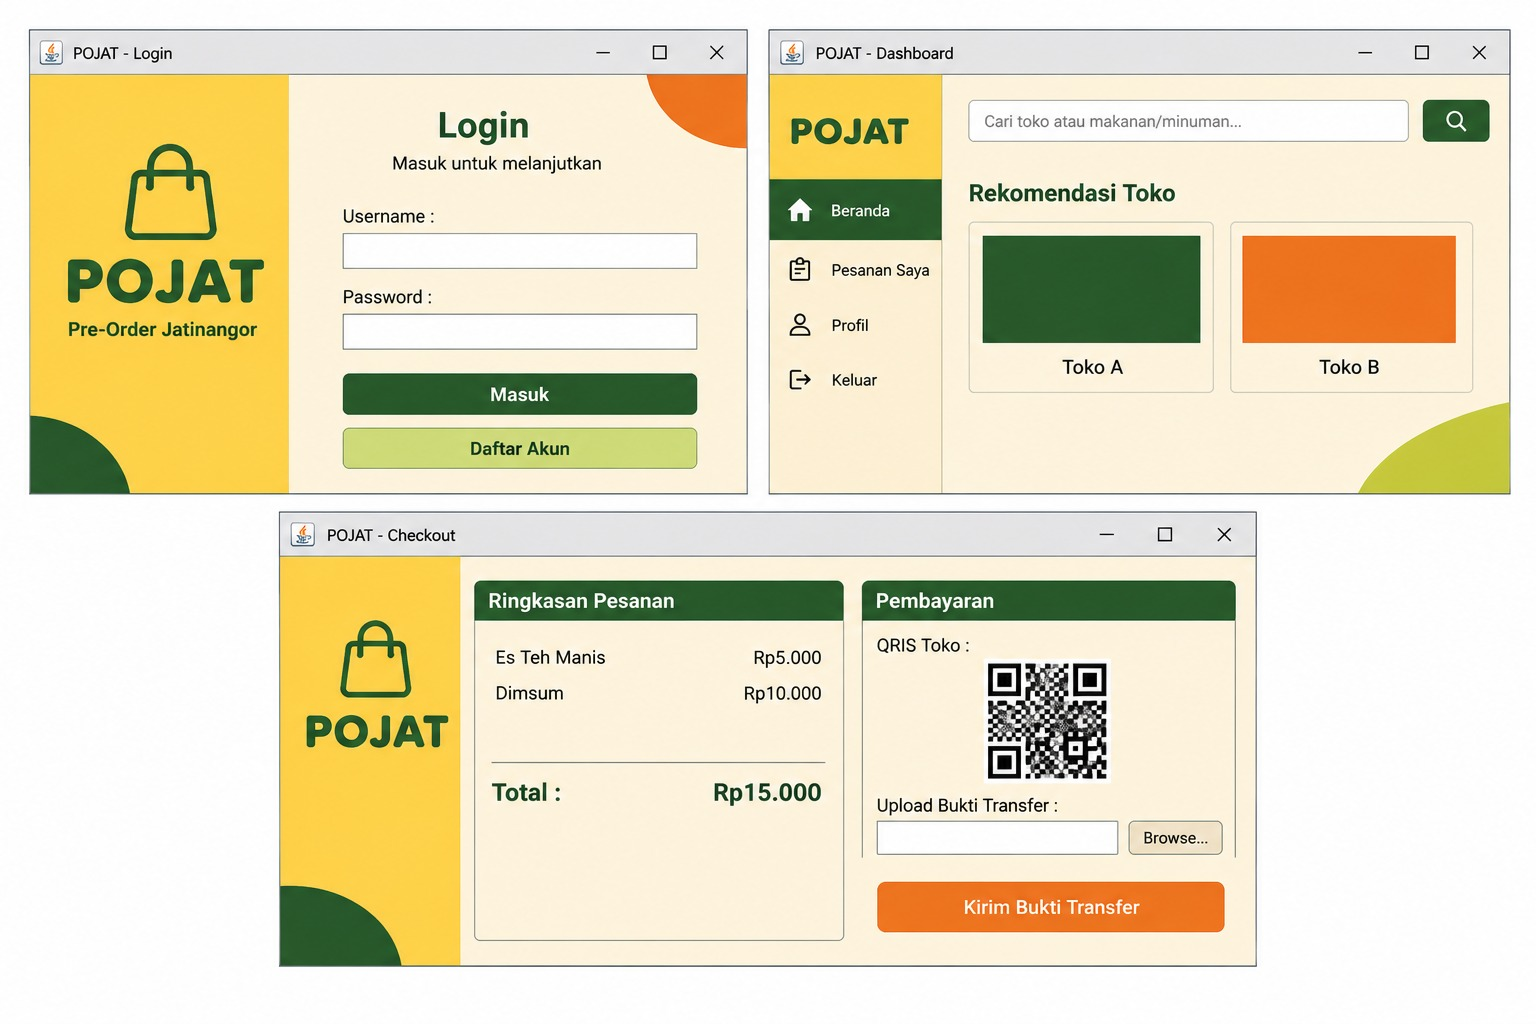 POJAT - Login
POJAT
Pre-Order Jatinangor
Login
Masuk untuk melanjutkan
Username :
Password :
Masuk
Daftar Akun
POJAT - Dashboard
POJAT
Beranda
Pesanan Saya
Profil
Keluar
Cari toko atau makanan/minuman...
Rekomendasi Toko
Toko A
Toko B
POJAT - Checkout
POJAT
Ringkasan Pesanan
Es Teh Manis Rp5.000
Dimsum Rp10.000
Total : Rp15.000
Pembayaran
QRIS Toko :
Upload Bukti Transfer :
Browse...
Kirim Bukti Transfer